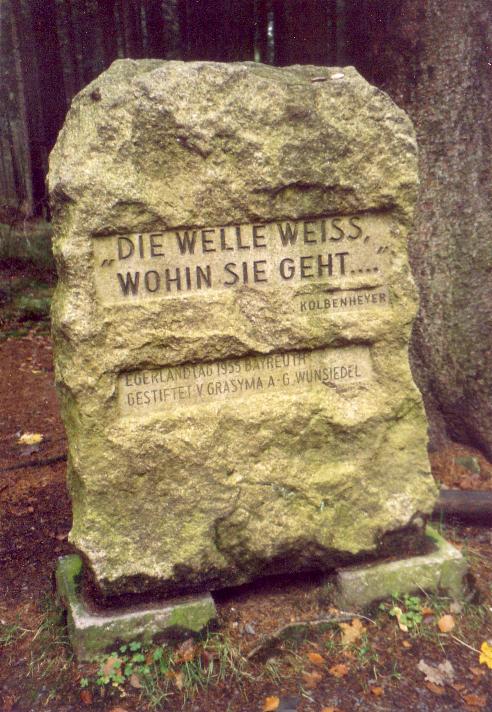 „DIE WELLE WEISS,
WOHIN SIE GEHT...."
KOLBENHEYER
EGERLANDTAG 1955 BAYREUTH
GESTIFTET V GRASYMA A-G WUNSIEDEL